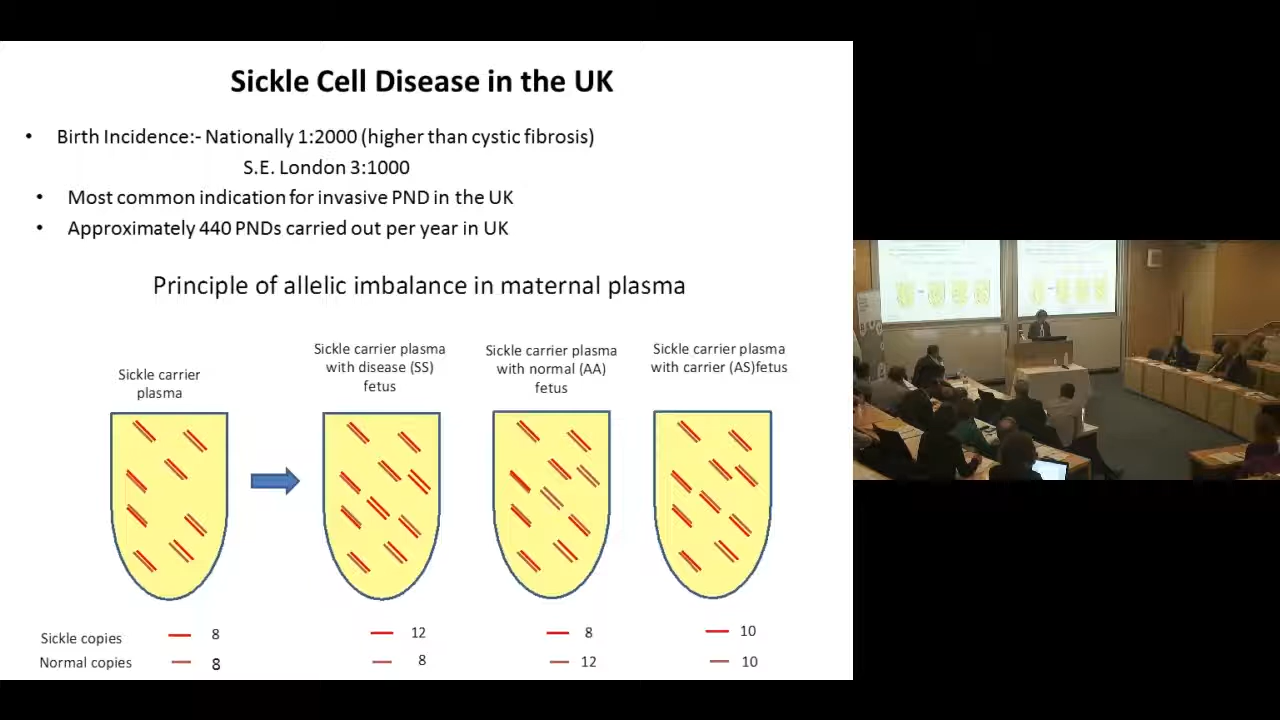 Sickle Cell Disease in the UK
• Birth Incidence:- Nationally 1:2000 (higher than cystic fibrosis)
S.E. London 3:1000
• Most common indication for invasive PND in the UK
• Approximately 440 PNDs carried out per year in UK
Principle of allelic imbalance in maternal plasma
Sickle carrier
plasma
Sickle carrier plasma
with disease (SS)
fetus
Sickle carrier plasma
with normal (AA)
fetus
Sickle carrier plasma
with carrier (AS)fetus
Sickle copies 8 12 8 10
Normal copies 8 8 12 10